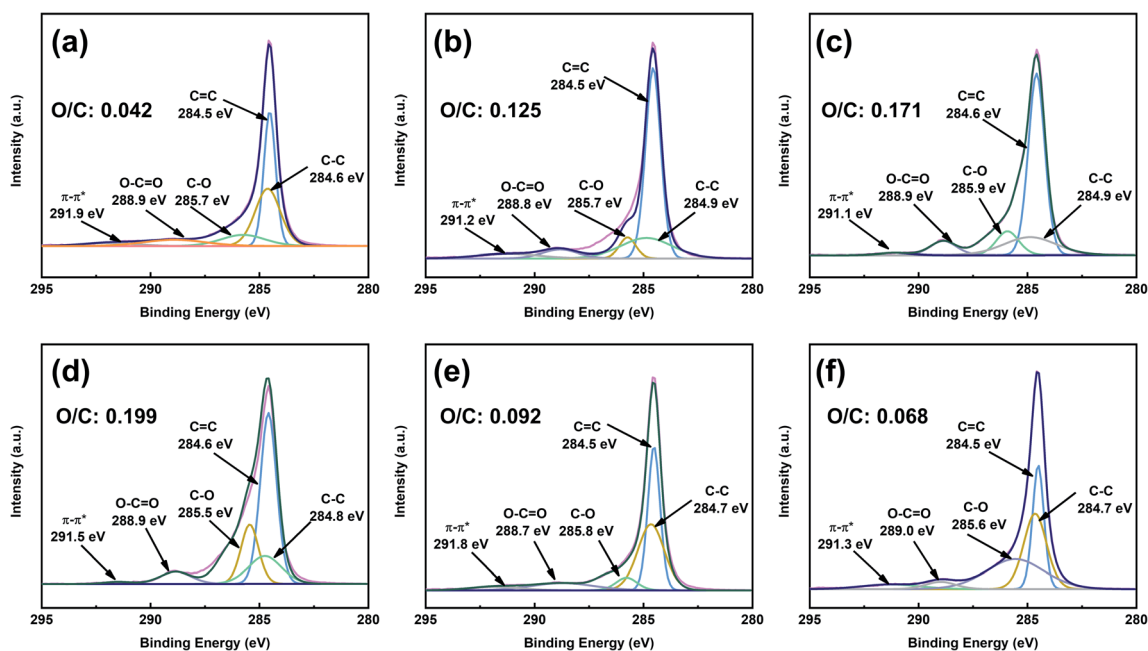 (a)
O/C: 0.042
C=C
284.5 eV
C-C
284.6 eV
C-O
285.7 eV
O-C=O
288.9 eV
π-π*
291.9 eV
Intensity (a.u.)
295 290 285 280
Binding Energy (eV)
(b)
O/C: 0.125
C=C
284.5 eV
C-C
284.9 eV
C-O
285.7 eV
O-C=O
288.8 eV
π-π*
291.2 eV
Intensity (a.u.)
295 290 285 280
Binding Energy (eV)
(c)
O/C: 0.171
C=C
284.6 eV
C-C
284.9 eV
C-O
285.9 eV
O-C=O
288.9 eV
π-π*
291.1 eV
Intensity (a.u.)
295 290 285 280
Binding Energy (eV)
(d)
O/C: 0.199
C=C
284.6 eV
C-C
284.8 eV
C-O
285.5 eV
O-C=O
288.9 eV
π-π*
291.5 eV
Intensity (a.u.)
295 290 285 280
Binding Energy (eV)
(e)
O/C: 0.092
C=C
284.5 eV
C-C
284.7 eV
C-O
285.8 eV
O-C=O
288.7 eV
π-π*
291.8 eV
Intensity (a.u.)
295 290 285 280
Binding Energy (eV)
(f)
O/C: 0.068
C=C
284.5 eV
C-C
284.7 eV
C-O
285.6 eV
O-C=O
289.0 eV
π-π*
291.3 eV
Intensity (a.u.)
295 290 285 280
Binding Energy (eV)